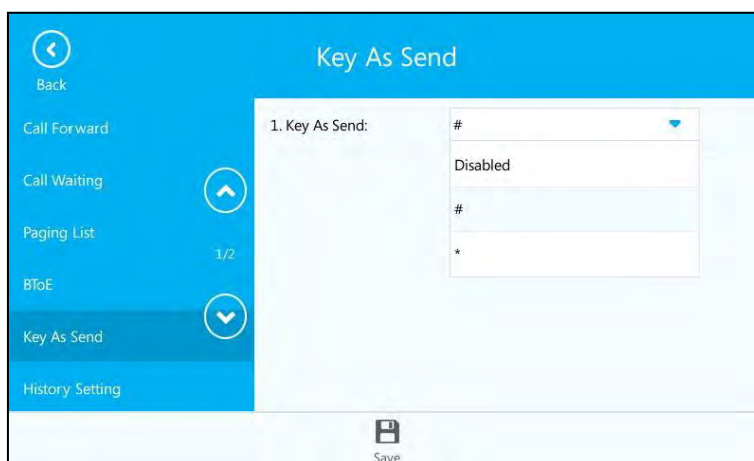 Key As Send
Back
Call Forward
Call Waiting
Paging List
1/2
BToE
Key As Send
History Setting
1. Key As Send:
#
Disabled
#
*
Save